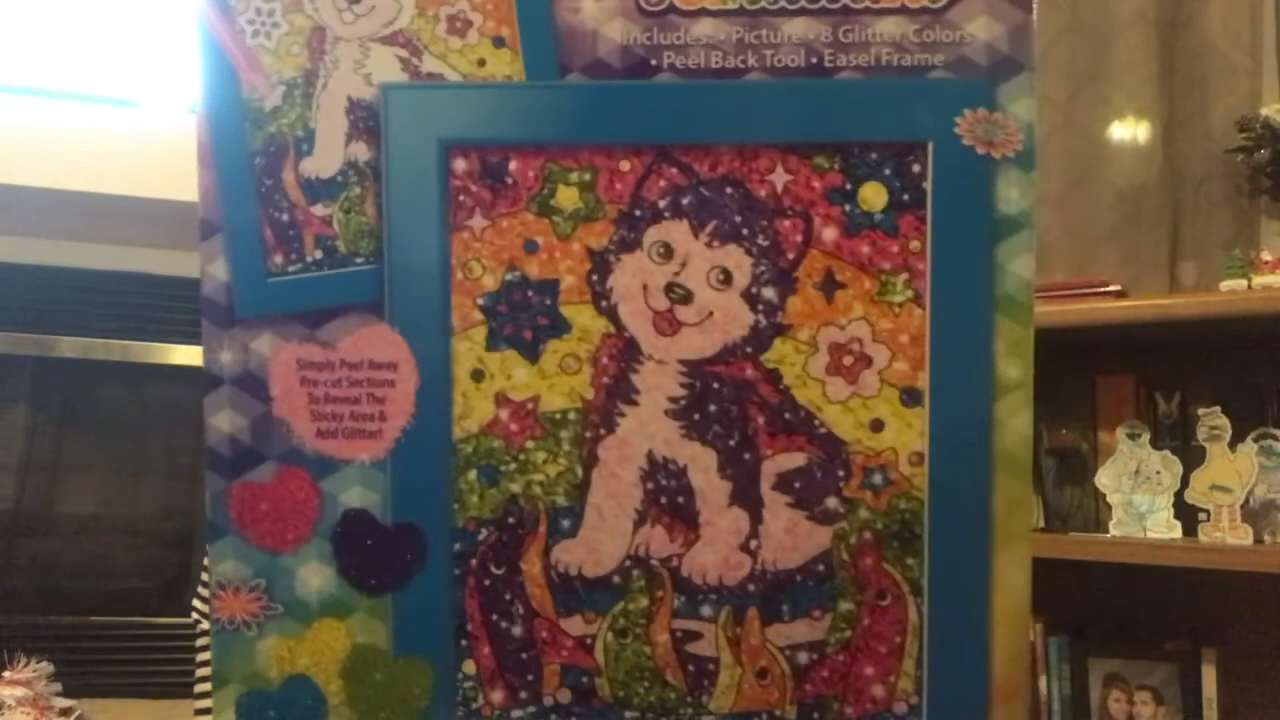 Includes: • Picture • 8 Glitter Colors
• Peel Back Tool • Easel Frame
Simply Peel Away
Pre-cut Sections
To Reveal The
Sticky Area &
Add Glitter!